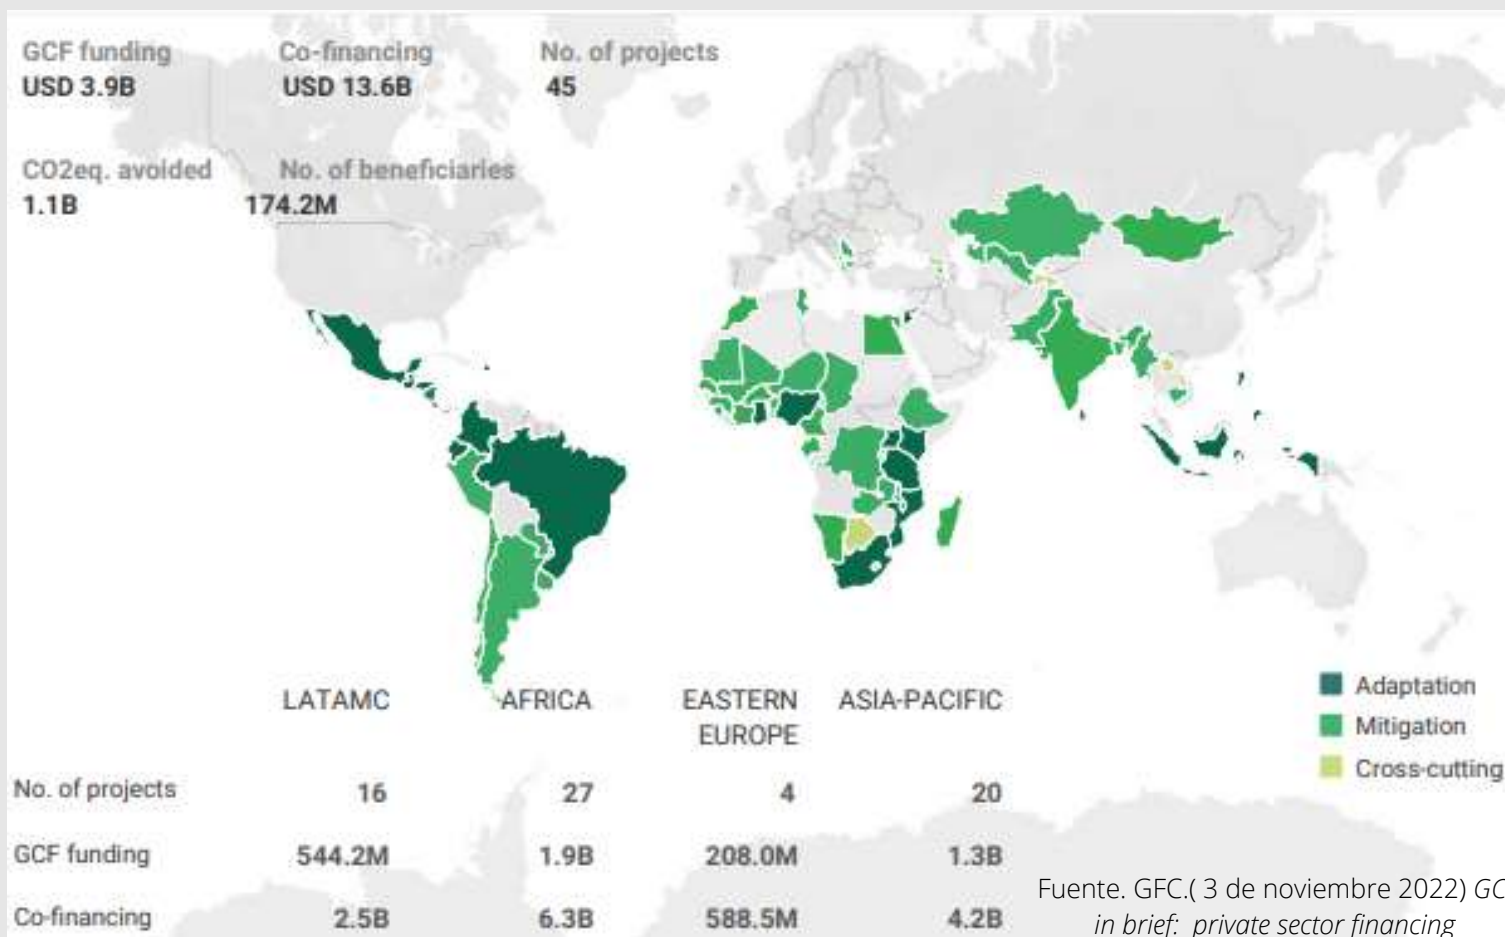 GCF funding Co-financing No. of projects
USD 3.9B USD 13.6B 45
CO2eq. avoided No. of beneficiaries
1.1B 174.2M
LATAMC AFRICA EASTERN EUROPE ASIA-PACIFIC
No. of projects 16 27 4 20
GCF funding 544.2M 1.9B 208.0M 1.3B
Co-financing 2.5B 6.3B 588.5M 4.2B
Adaptation
Mitigation
Cross-cutting
Fuente. GFC.( 3 de noviembre 2022) GC
in brief: private sector financing